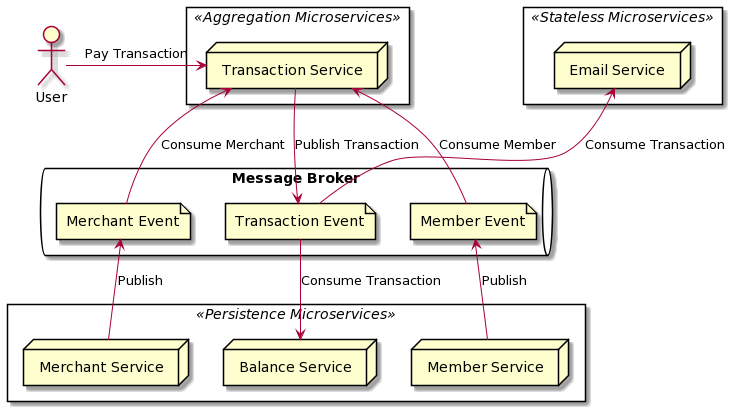 «Aggregation Microservices»
«Stateless Microservices»
Pay Transaction
Transaction Service
Email Service
User
Consume Merchant
Publish Transaction
Consume Member
Consume Transaction
Message Broker
Merchant Event
Transaction Event
Member Event
Publish
Consume Transaction
Publish
«Persistence Microservices»
Merchant Service
Balance Service
Member Service